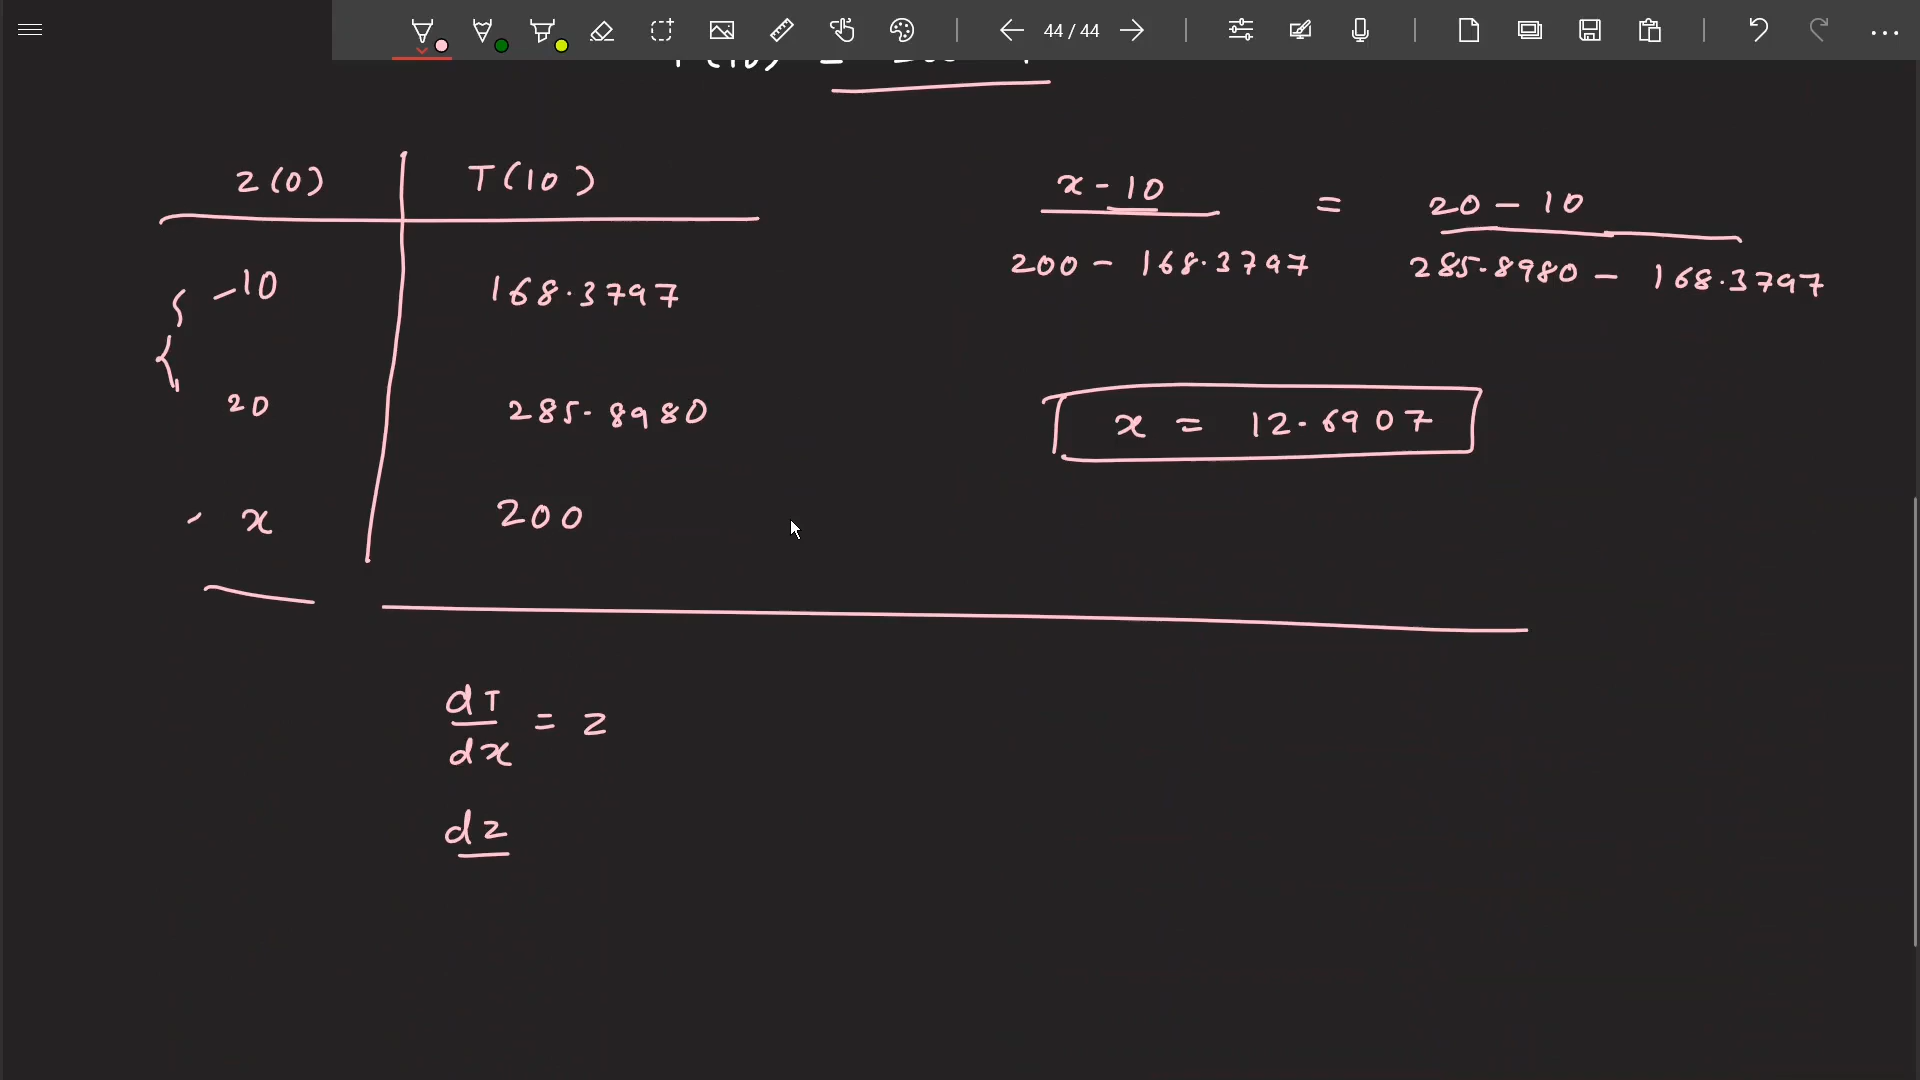 44 / 44
z(0) T(10)
10 168.3797
20 285.8980
x 200
x - 10 = 20 - 10
200 - 168.3797 285.8980 - 168.3797
x = 12.6907
dT
dx = z
dz